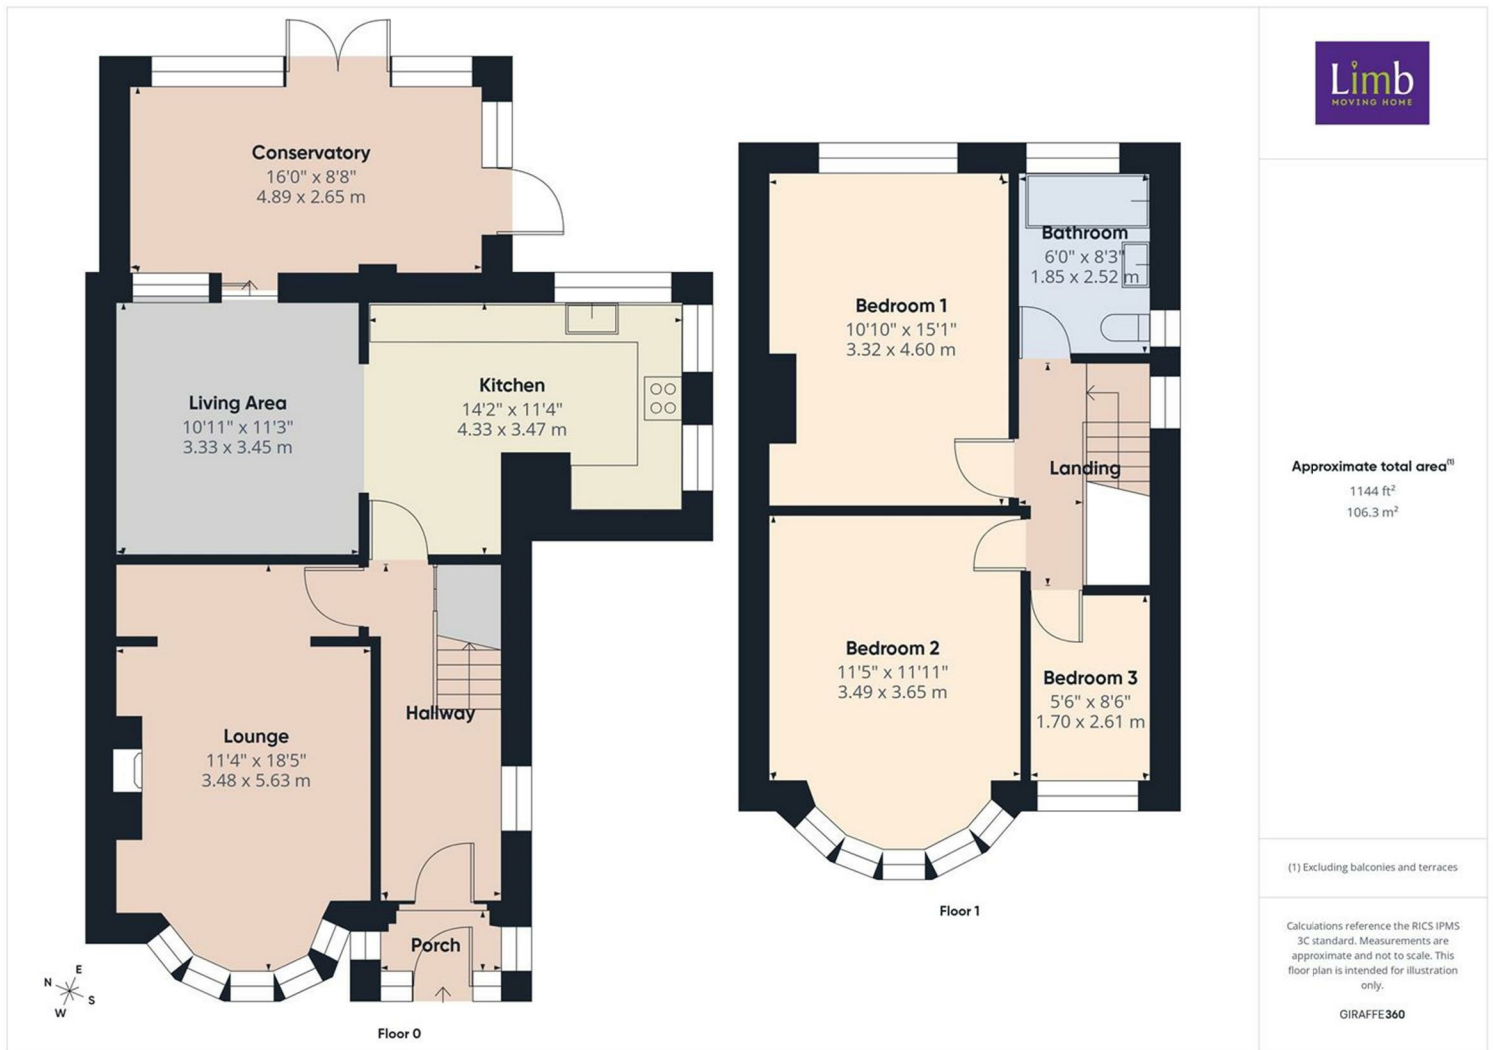 Conservatory
16'0" x 8'8"
4.89 x 2.65 m
Living Area
10'11" x 11'3"
3.33 x 3.45 m
Kitchen
14'2" x 11'4"
4.33 x 3.47 m
Lounge
11'4" x 18'5"
3.48 x 5.63 m
Hallway
Porch
N
E
S
W
Floor 0
Bedroom 1
10'10" x 15'1"
3.32 x 4.60 m
Bathroom
6'0" x 8'3"
1.85 x 2.52 m
Landing
Bedroom 2
11'5" x 11'11"
3.49 x 3.65 m
Bedroom 3
5'6" x 8'6"
1.70 x 2.61 m
Floor 1
Limb
MOVING HOME
Approximate total area(1)
1144 ft²
106.3 m²
(1) Excluding balconies and terraces
Calculations reference the RICS IPMS
3C standard. Measurements are
approximate and not to scale. This
floor plan is intended for illustration
only.
GIRAFFE360